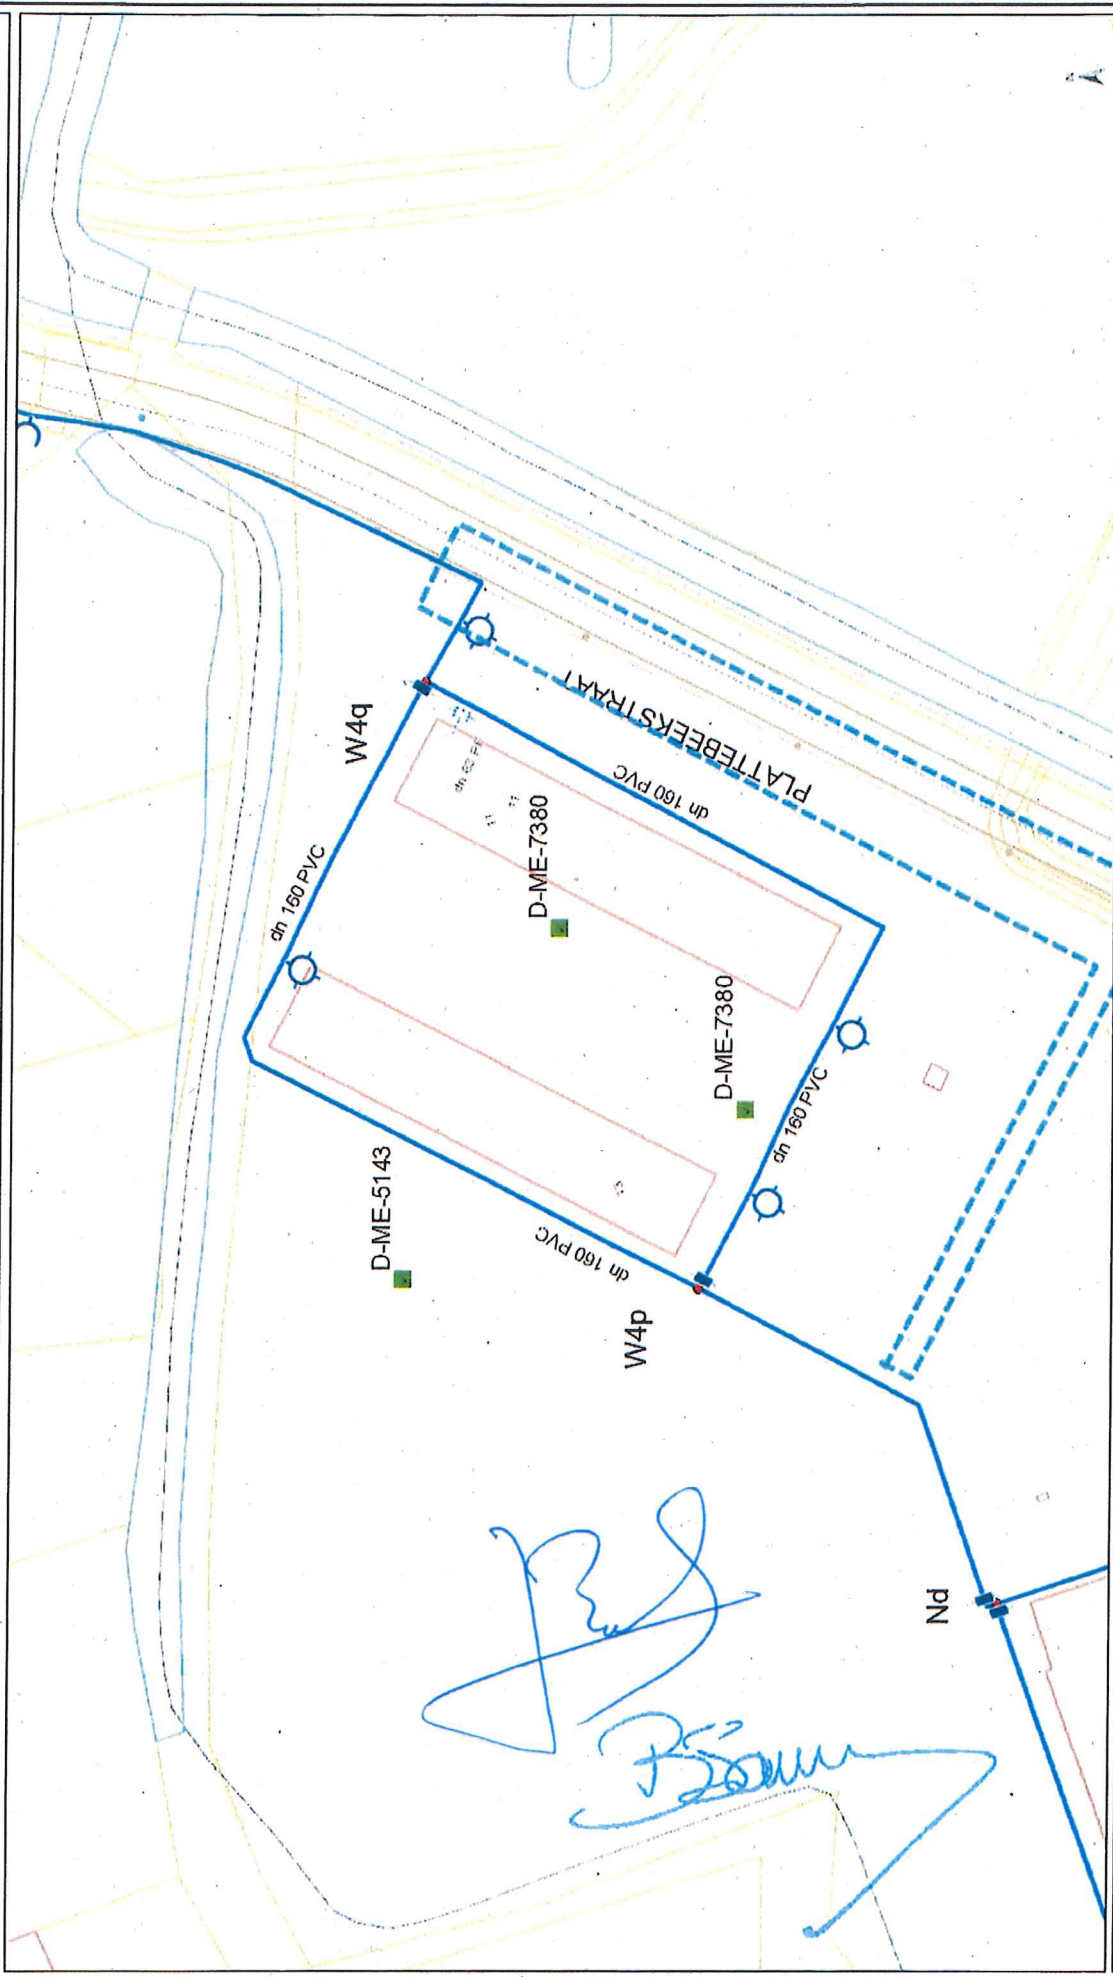 W4q
dn 160 PVC
PLATTEBEEKSTRAAT
dn 160 PVC
D-ME-7380
D-ME-7380
dn 160 PVC
D-ME-5143
dn 160 PVC
W4p
Nd